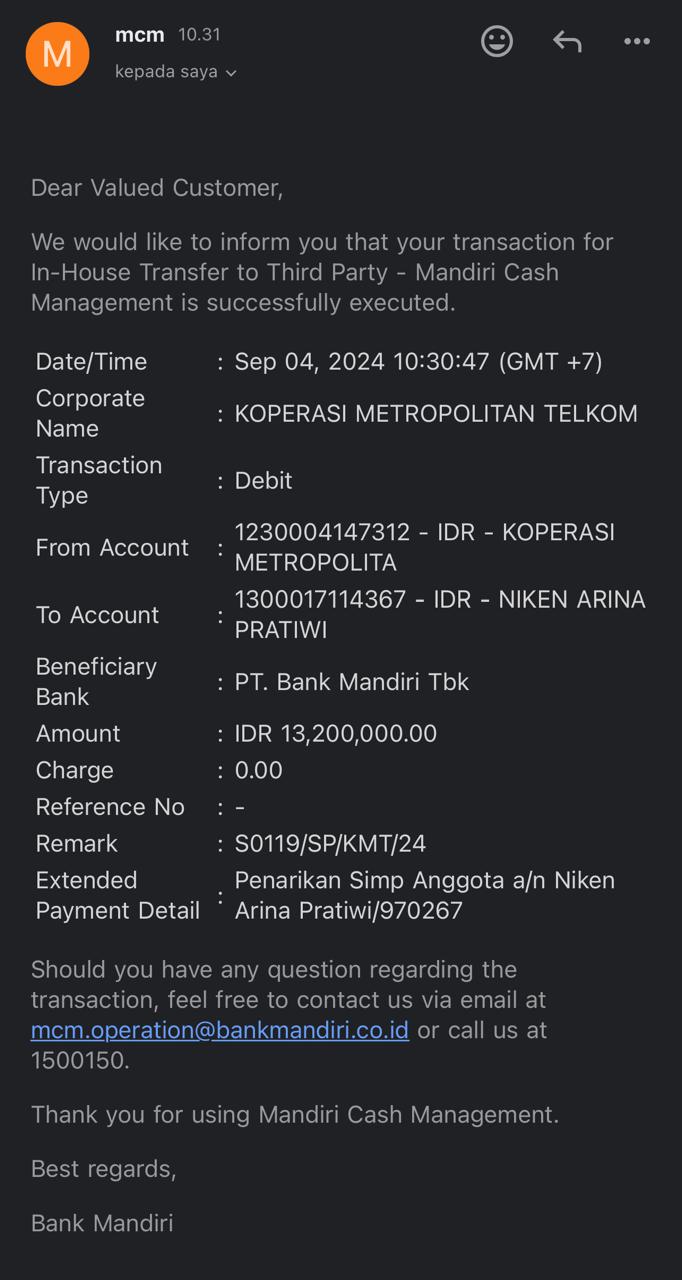 M
mcm 10.31
kepada saya
Dear Valued Customer,
We would like to inform you that your transaction for
In-House Transfer to Third Party - Mandiri Cash
Management is successfully executed.
Date/Time : Sep 04, 2024 10:30:47 (GMT +7)
Corporate
Name : KOPERASI METROPOLITAN TELKOM
Transaction
Type : Debit
From Account : 1230004147312 - IDR - KOPERASI
METROPOLITA
To Account : 1300017114367 - IDR - NIKEN ARINA
PRATIWI
Beneficiary
Bank : PT. Bank Mandiri Tbk
Amount : IDR 13,200,000.00
Charge : 0.00
Reference No : -
Remark : S0119/SP/KMT/24
Extended : Penarikan Simp Anggota a/n Niken
Payment Detail Arina Pratiwi/970267
Should you have any question regarding the
transaction, feel free to contact us via email at
mcm.operation@bankmandiri.co.id or call us at
1500150.
Thank you for using Mandiri Cash Management.
Best regards,
Bank Mandiri